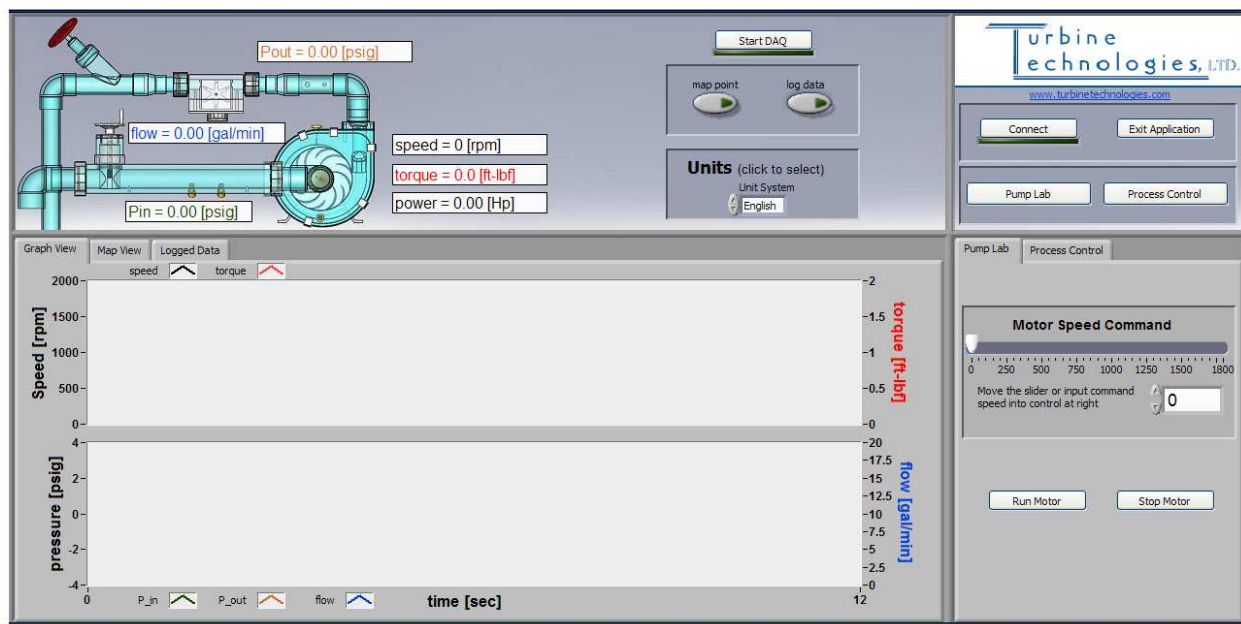 Pout = 0.00 [psig]
flow = 0.00 [gal/min]
Pin = 0.00 [psig]
speed = 0 [rpm]
torque = 0.0 [ft-lbf]
power = 0.00 [Hp]
Start DAQ
map point log data
Units (click to select)
Unit System
English
Turbine
Technologies, LTD.
www.turbinetechnologies.com
Connect Exit Application
Pump Lab Process Control
Graph View Map View Logged Data
speed torque
2000
1500
1000
500
0
Speed [rpm]
2
1.5
1
0.5
0
torque [ft-lbf]
4
2
0
-2
-4
pressure [psig]
20
17.5
15
12.5
10
7.5
5
2.5
0
flow [gal/min]
0 12
P_in P_out flow time [sec]
Pump Lab Process Control
Motor Speed Command
0 250 500 750 1000 1250 1500 1800
Move the slider or input command
speed into control at right
0
Run Motor Stop Motor